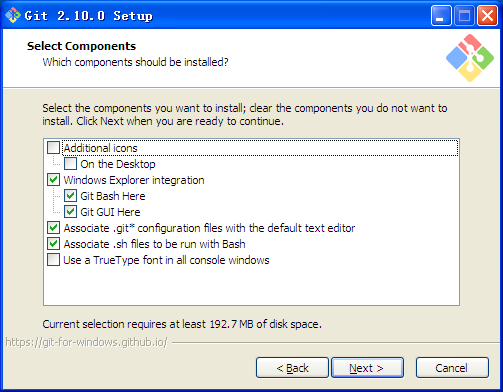 Git 2.10.0 Setup
Select Components
Which components should be installed?
Select the components you want to install; clear the components you do not want to
install. Click Next when you are ready to continue.
Additional icons
On the Desktop
Windows Explorer integration
Git Bash Here
Git GUI Here
Associate .git* configuration files with the default text editor
Associate .sh files to be run with Bash
Use a TrueType font in all console windows
Current selection requires at least 192.7 MB of disk space.
https://git-for-windows.github.io/
< Back
Next >
Cancel